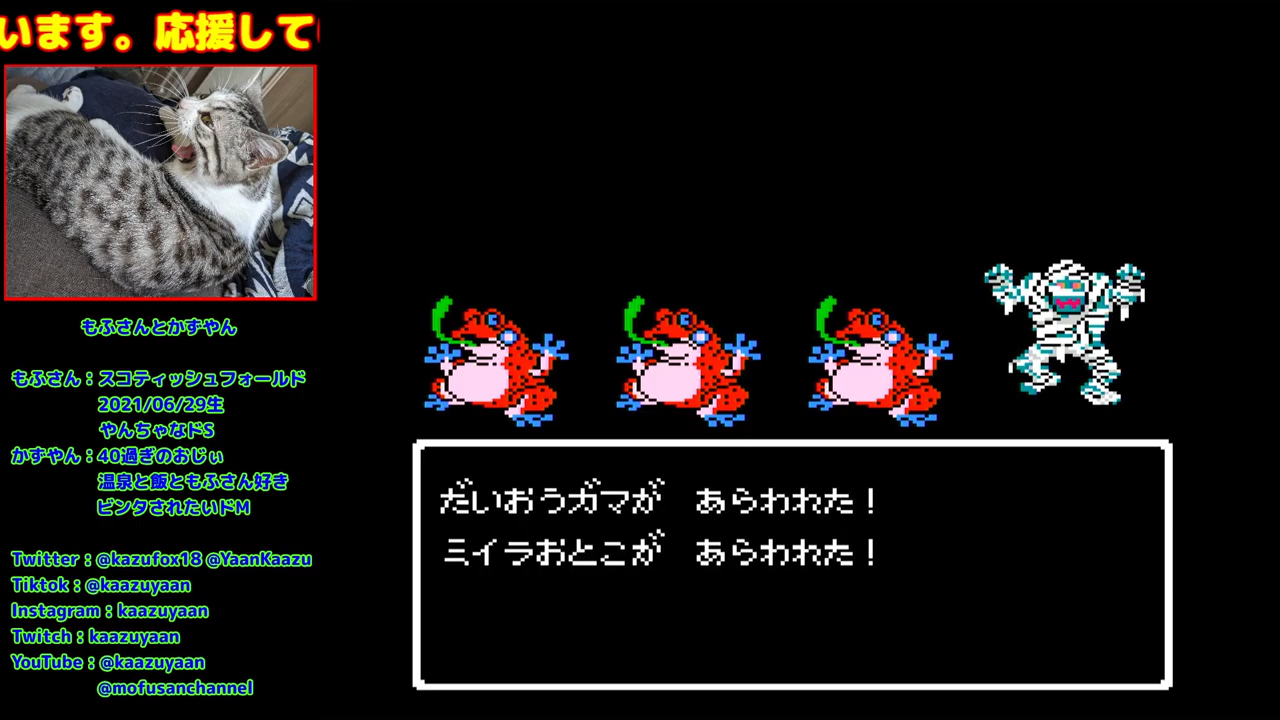 います。応援して
もふさんとかずやん
もふさん：スコティッシュフォールド
2021/06/29生
やんちゃなドS
かずやん：40過ぎのおじぃ
温泉と飯ともふさん好き
ビンタされたいドM
Twitter：@kazufox18 @YaanKaazu
Tiktok：@kaazuyaan
Instagram：kaazuyaan
Twitch：kaazuyaan
YouTube：@kaazuyaan
@mofusanchannel
だいおうガマが　あらわれた！
ミイラおとこが　あらわれた！